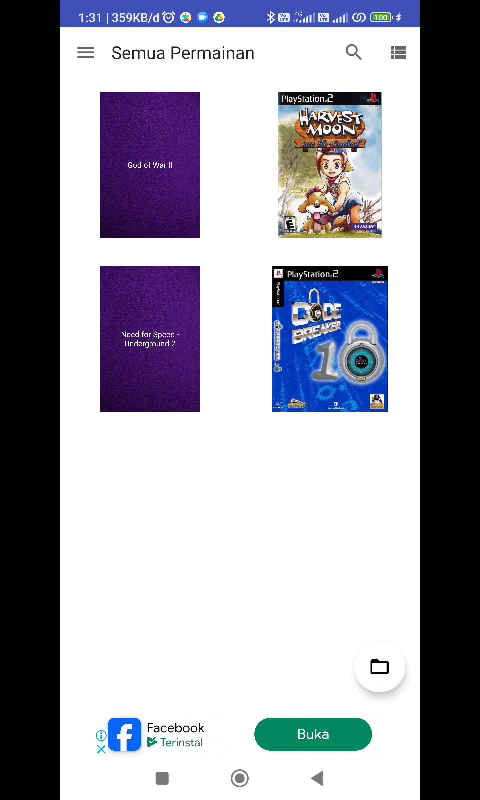 1:31 | 359KB/d
100
Semua Permainan
God of War II
PlayStation 2
HARVEST MOON
Need for Speed - Underground 2
PlayStation 2
CODE BREAKER
10
Facebook
Terinstal
Buka